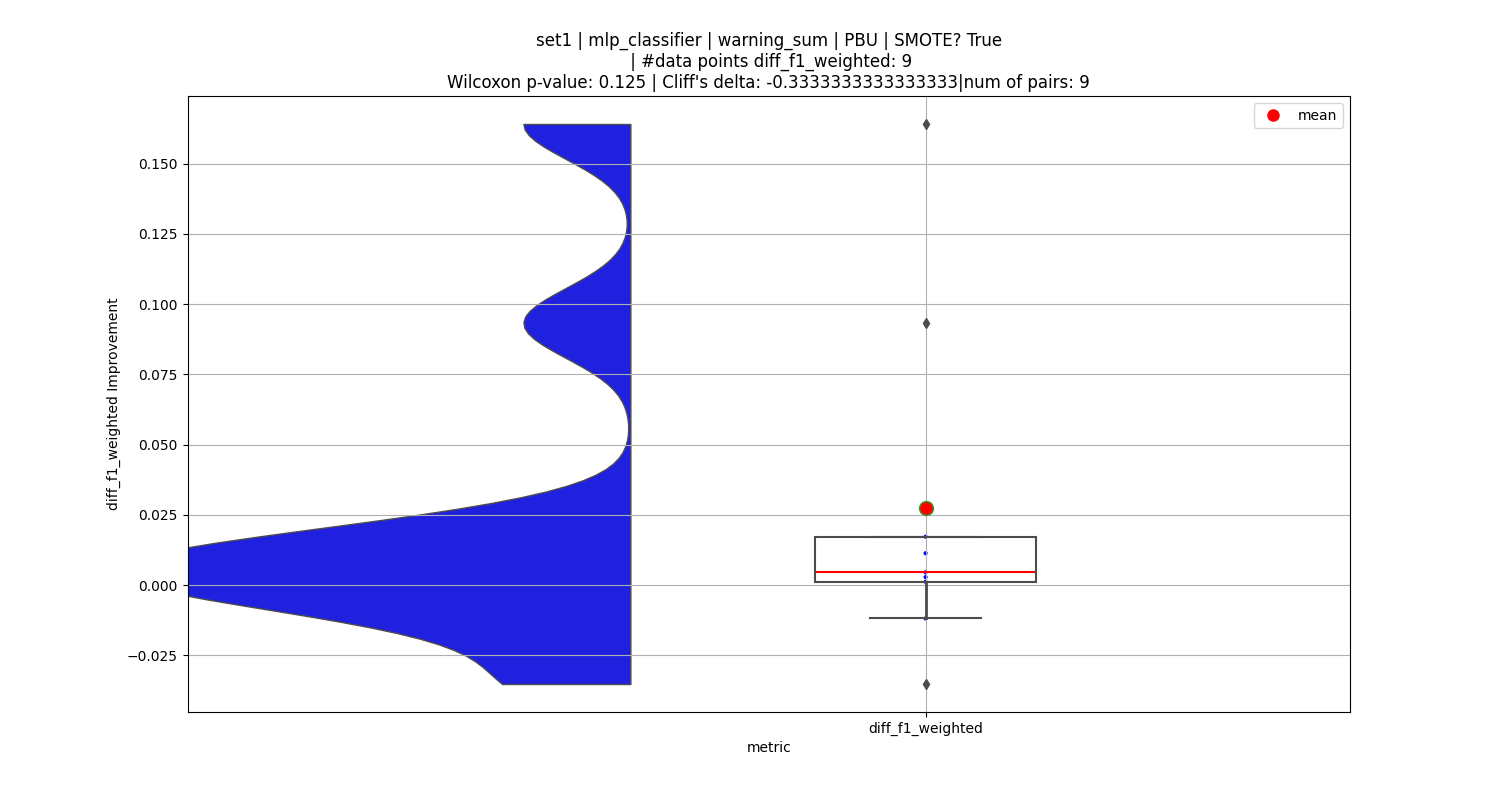 set1 | mlp_classifier | warning_sum | PBU | SMOTE? True
| #data points diff_f1_weighted: 9
Wilcoxon p-value: 0.125 | Cliff's delta: -0.3333333333333333|num of pairs: 9
mean
0.150
0.125
0.100
0.075
0.050
0.025
0.000
−0.025
diff_f1_weighted Improvement
diff_f1_weighted
metric